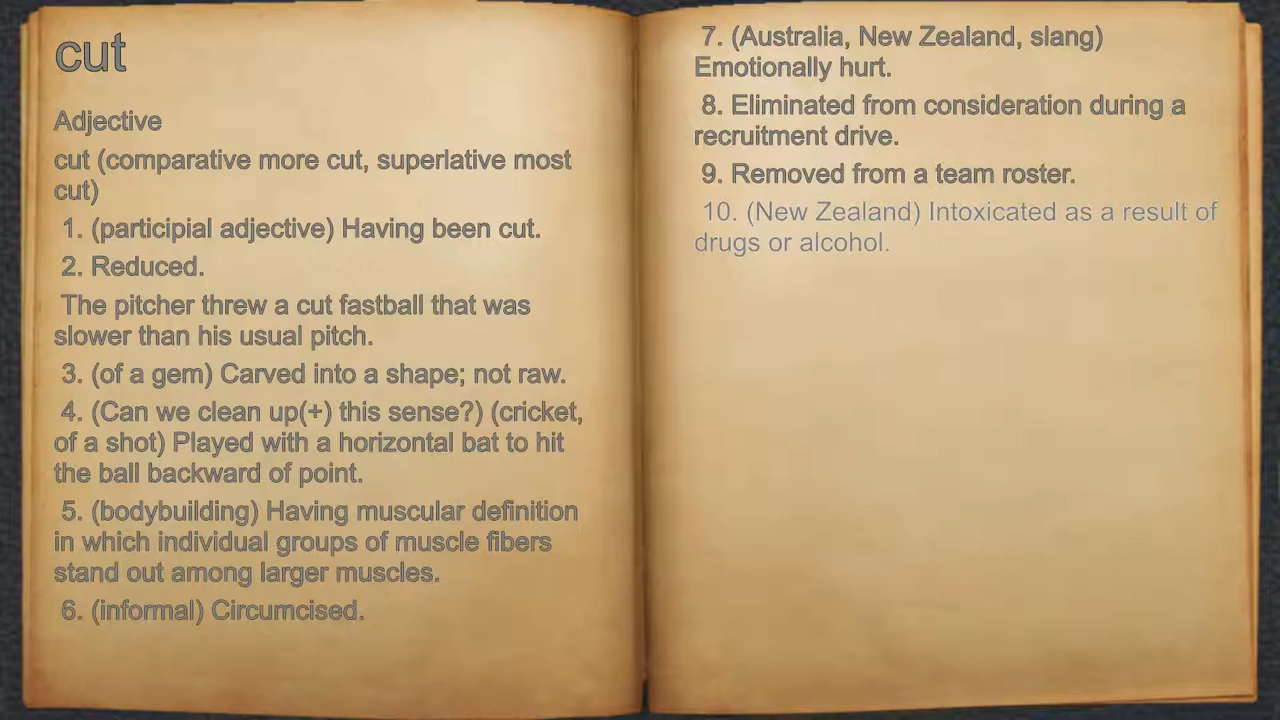 cut
Adjective
cut (comparative more cut, superlative most
cut)
1. (participial adjective) Having been cut.
2. Reduced.
The pitcher threw a cut fastball that was
slower than his usual pitch.
3. (of a gem) Carved into a shape; not raw.
4. (Can we clean up(+) this sense?) (cricket,
of a shot) Played with a horizontal bat to hit
the ball backward of point.
5. (bodybuilding) Having muscular definition
in which individual groups of muscle fibers
stand out among larger muscles.
6. (informal) Circumcised.
7. (Australia, New Zealand, slang)
Emotionally hurt.
8. Eliminated from consideration during a
recruitment drive.
9. Removed from a team roster.
10. (New Zealand) Intoxicated as a result of
drugs or alcohol.